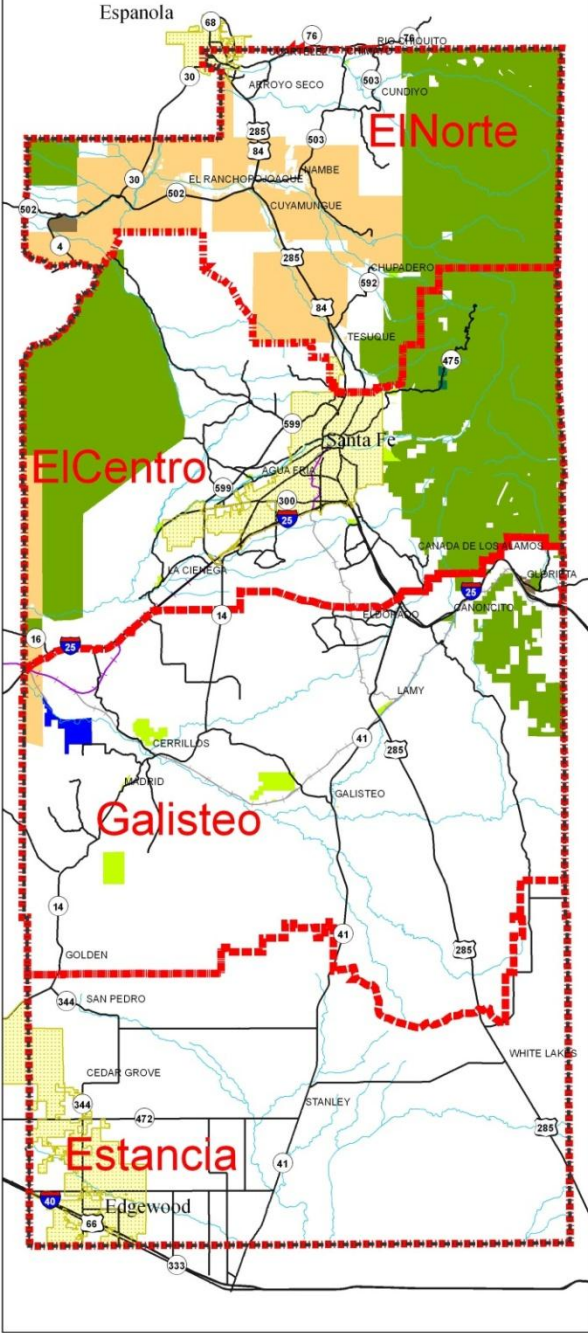 Espanola
68
76
76
RIO CHIQUITO
30
503
ARROYO SECO
CUNDIYO
ElNorte
285
84
503
NAMBE
30
EL RANCHO
POJOAQUE
502
502
CUYAMUNGUE
4
285
CHUPADERO
592
84
TESUQUE
475
599
Santa Fe
ElCentro
AGUA FRIA
599
300
25
CANADA DE LOS ALAMOS
LA CIENEGA
GLORIETA
25
CANONCITO
14
ELDORADO
16
25
LAMY
41
285
CERRILLOS
MADRID
GALISTEO
Galisteo
14
41
285
GOLDEN
344
SAN PEDRO
WHITE LAKES
CEDAR GROVE
344
STANLEY
472
285
Estancia
41
40
Edgewood
66
333